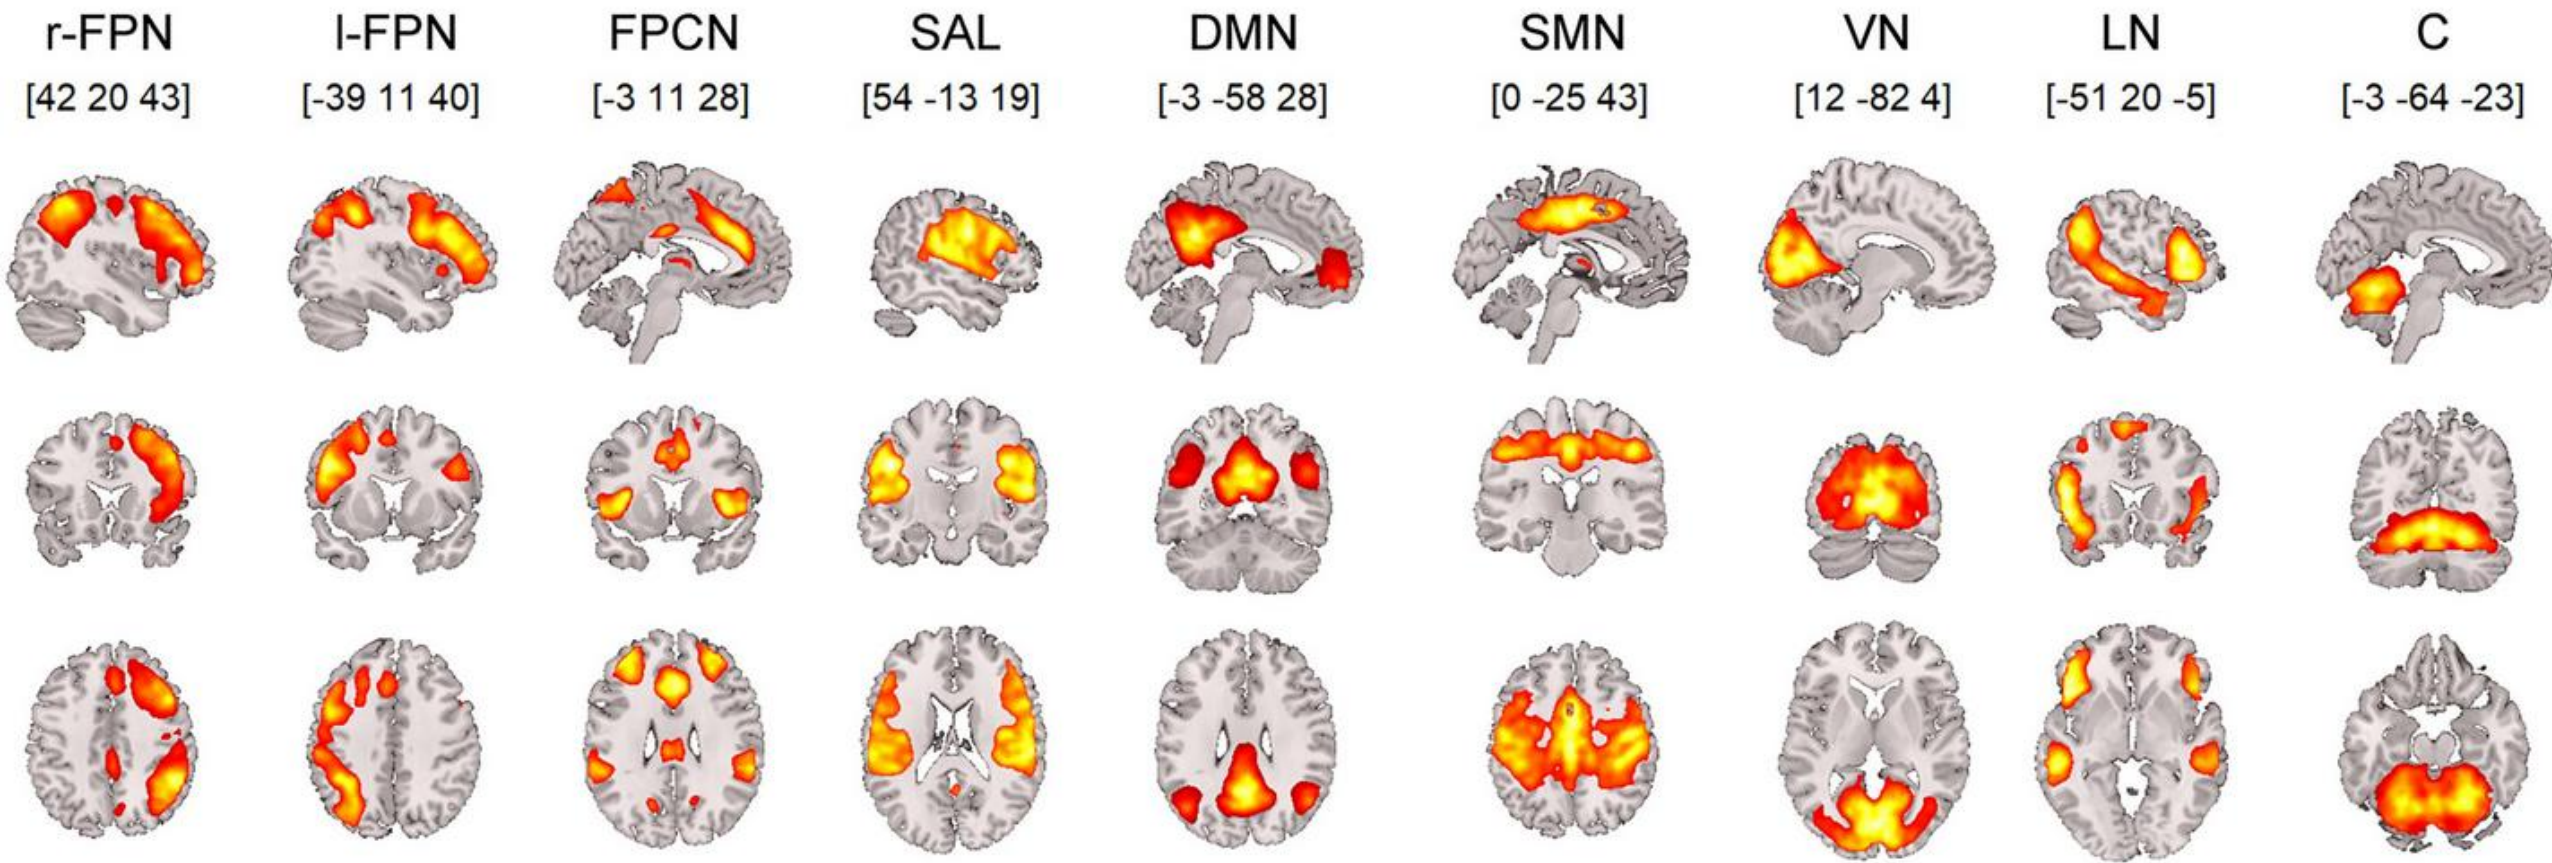 r-FPN l-FPN FPCN SAL DMN SMN VN LN C
[42 20 43] [-39 11 40] [-3 11 28] [54 -13 19] [-3 -58 28] [0 -25 43] [12 -82 4] [-51 20 -5] [-3 -64 -23]